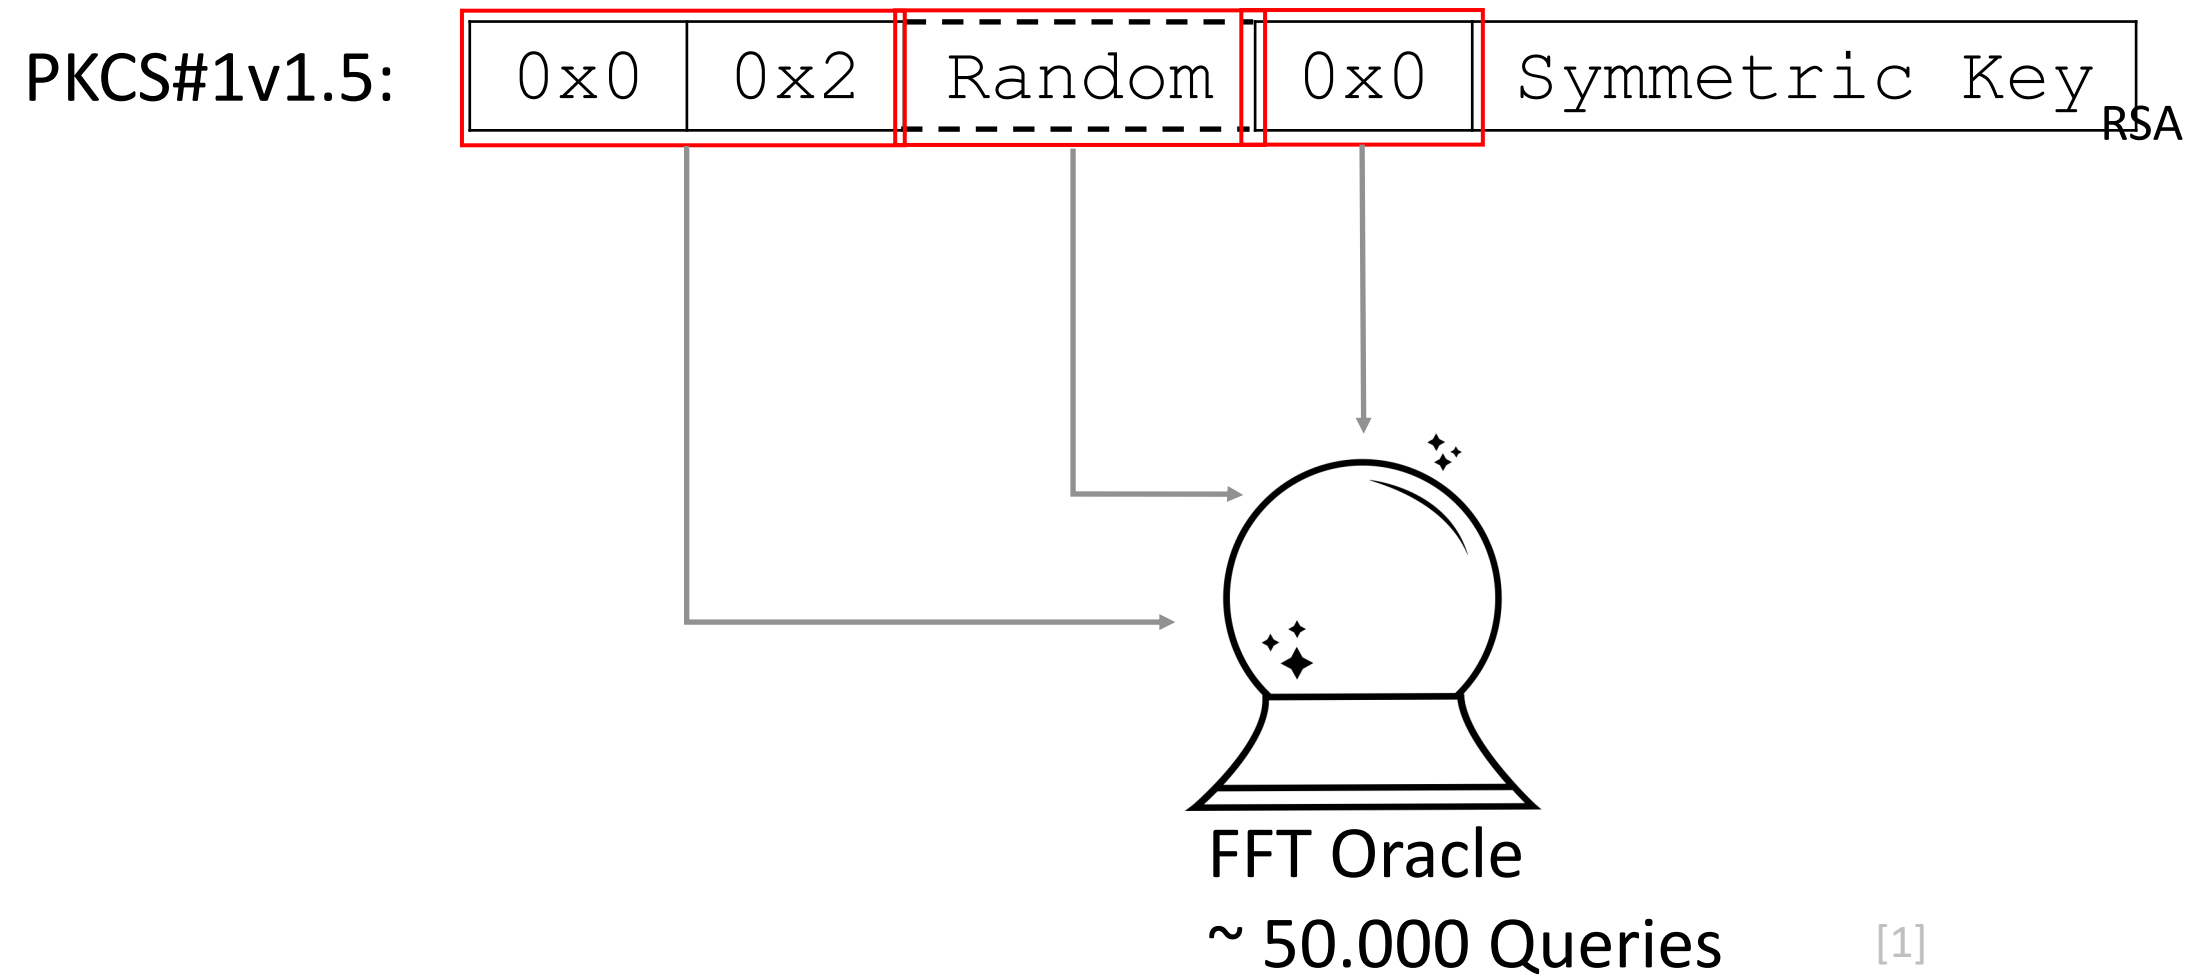 PKCS#1v1.5: 0x0 0x2 Random 0x0 Symmetric Key RSA
FFT Oracle
~ 50.000 Queries [1]